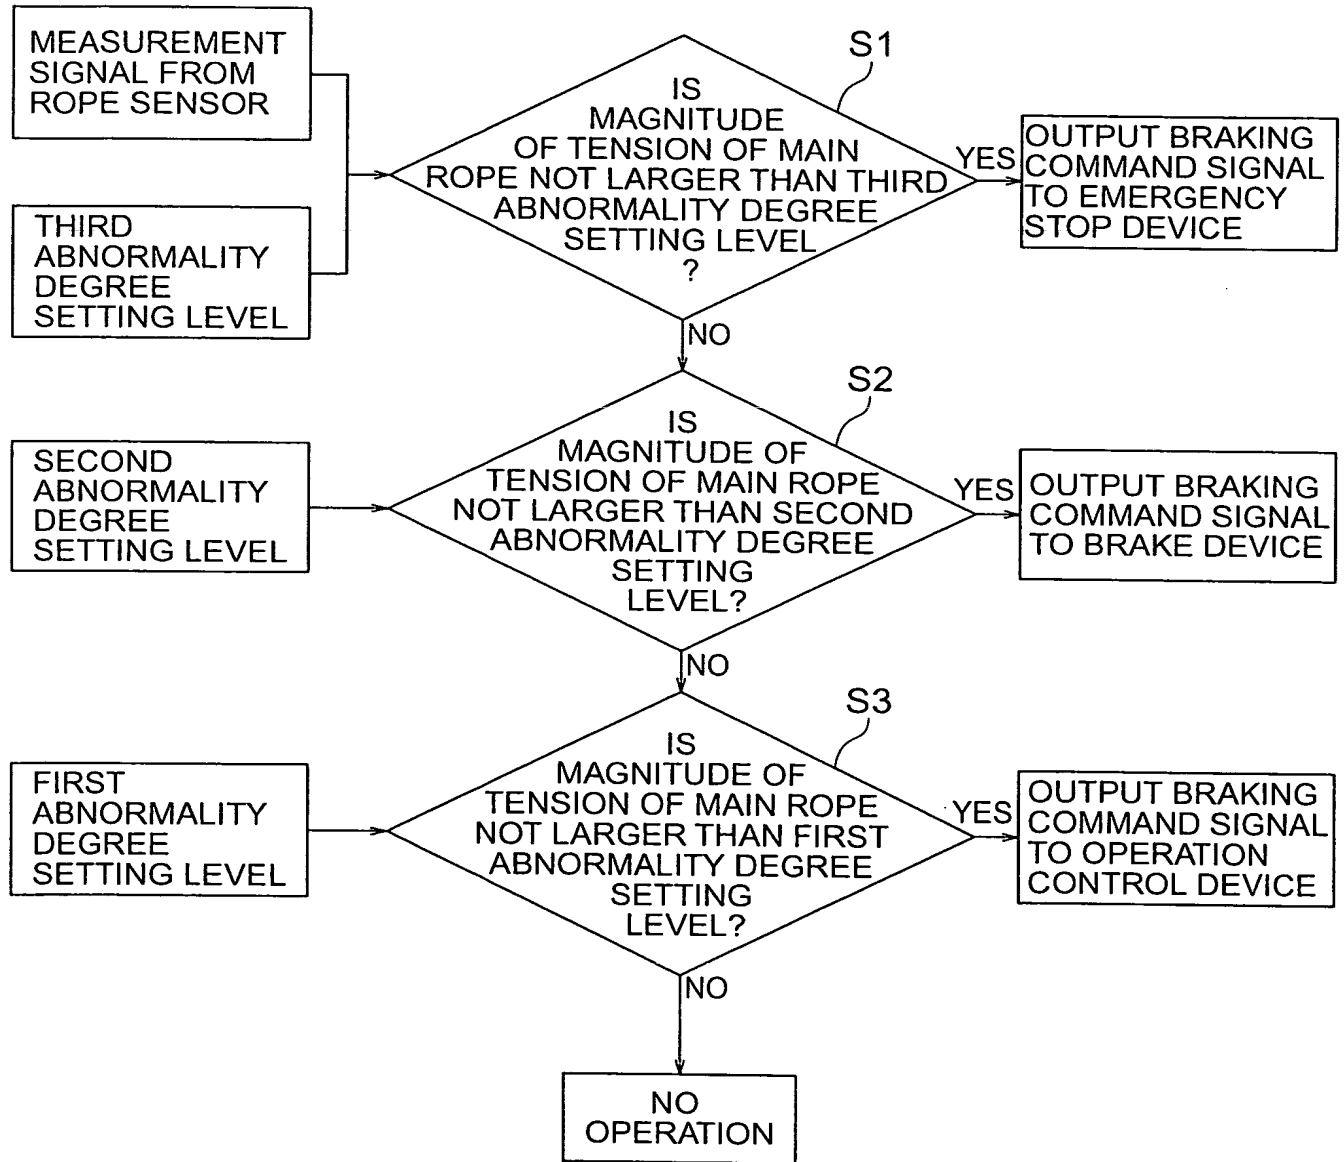 MEASUREMENT
SIGNAL FROM
ROPE SENSOR
THIRD
ABNORMALITY
DEGREE
SETTING LEVEL
S1
IS
MAGNITUDE
OF TENSION OF MAIN
ROPE NOT LARGER THAN THIRD
ABNORMALITY DEGREE
SETTING LEVEL
?
YES
OUTPUT BRAKING
COMMAND SIGNAL
TO EMERGENCY
STOP DEVICE
NO
SECOND
ABNORMALITY
DEGREE
SETTING LEVEL
S2
IS
MAGNITUDE OF
TENSION OF MAIN ROPE
NOT LARGER THAN SECOND
ABNORMALITY DEGREE
SETTING
LEVEL?
YES
OUTPUT BRAKING
COMMAND SIGNAL
TO BRAKE DEVICE
NO
FIRST
ABNORMALITY
DEGREE
SETTING LEVEL
S3
IS
MAGNITUDE OF
TENSION OF MAIN ROPE
NOT LARGER THAN FIRST
ABNORMALITY DEGREE
SETTING
LEVEL?
YES
OUTPUT BRAKING
COMMAND SIGNAL
TO OPERATION
CONTROL DEVICE
NO
NO
OPERATION